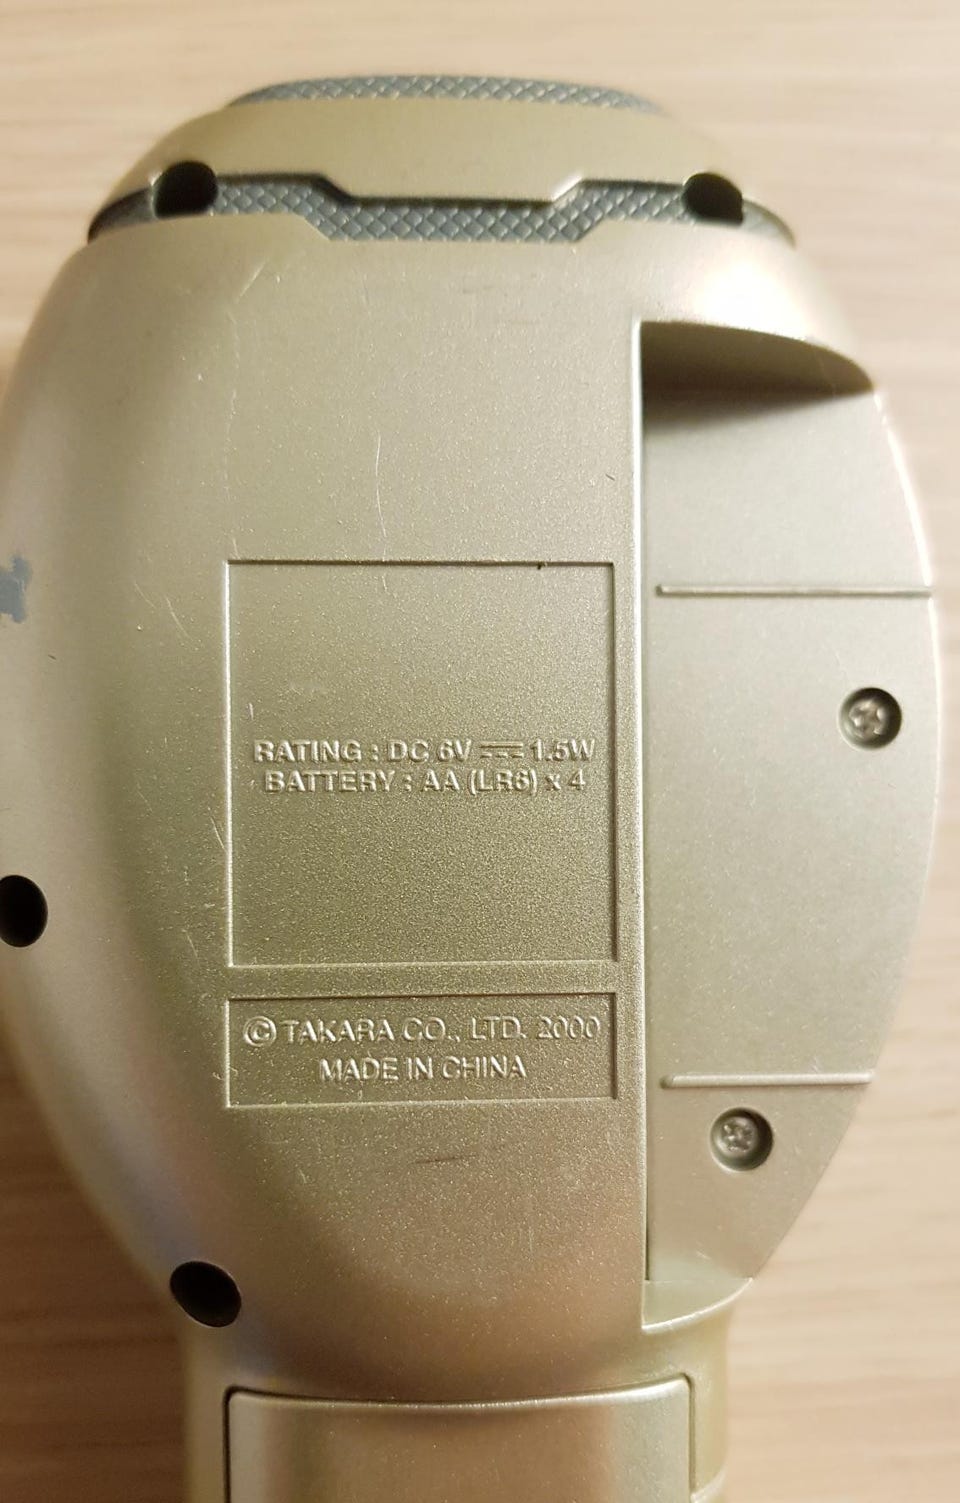 RATING : DC 6V ⎓ 1.5W
BATTERY : AA (LR6) x 4
© TAKARA CO., LTD. 2000
MADE IN CHINA